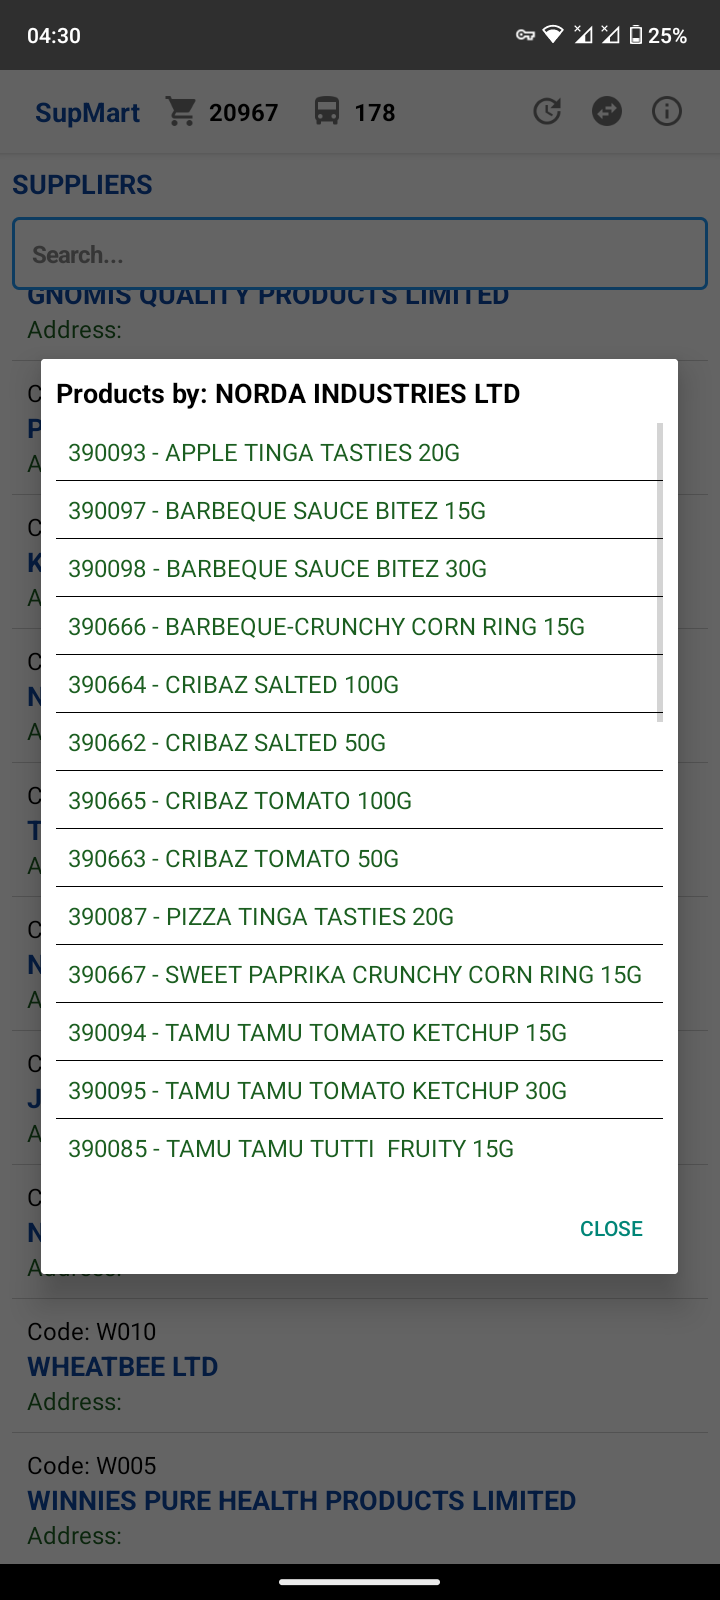 04:30
25%
SupMart 20967 178
SUPPLIERS
Search...
GNOMIS QUALITY PRODUCTS LIMITED
Address:
Products by: NORDA INDUSTRIES LTD
390093 - APPLE TINGA TASTIES 20G
390097 - BARBEQUE SAUCE BITEZ 15G
390098 - BARBEQUE SAUCE BITEZ 30G
390666 - BARBEQUE-CRUNCHY CORN RING 15G
390664 - CRIBAZ SALTED 100G
390662 - CRIBAZ SALTED 50G
390665 - CRIBAZ TOMATO 100G
390663 - CRIBAZ TOMATO 50G
390087 - PIZZA TINGA TASTIES 20G
390667 - SWEET PAPRIKA CRUNCHY CORN RING 15G
390094 - TAMU TAMU TOMATO KETCHUP 15G
390095 - TAMU TAMU TOMATO KETCHUP 30G
390085 - TAMU TAMU TUTTI  FRUITY 15G
CLOSE
Address:
Code: W010
WHEATBEE LTD
Address:
Code: W005
WINNIES PURE HEALTH PRODUCTS LIMITED
Address: